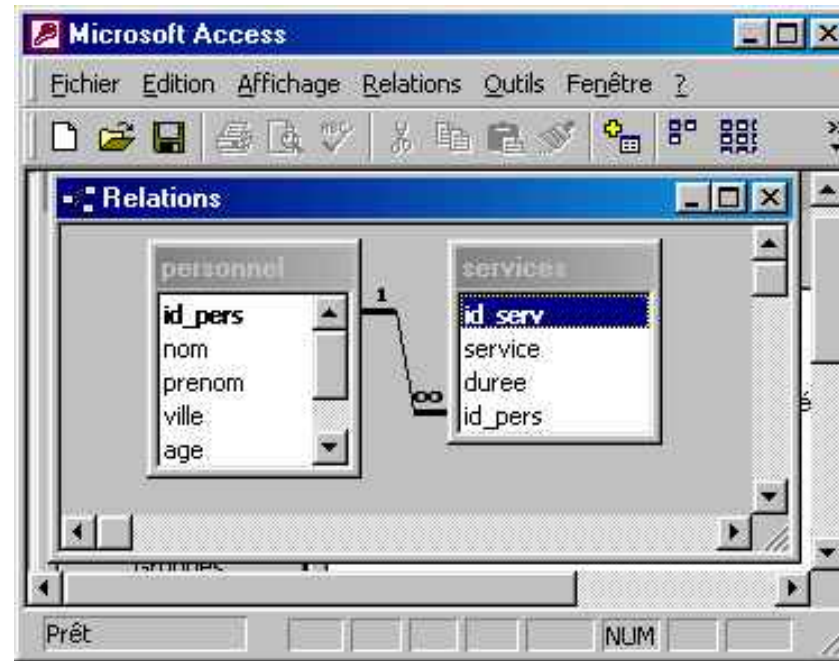 Microsoft Access
Fichier Edition Affichage Relations Outils Fenêtre ?
Relations
personnel
id_pers
nom
prenom
ville
age
1
∞
services
id_serv
service
duree
id_pers
é
Prêt
NUM